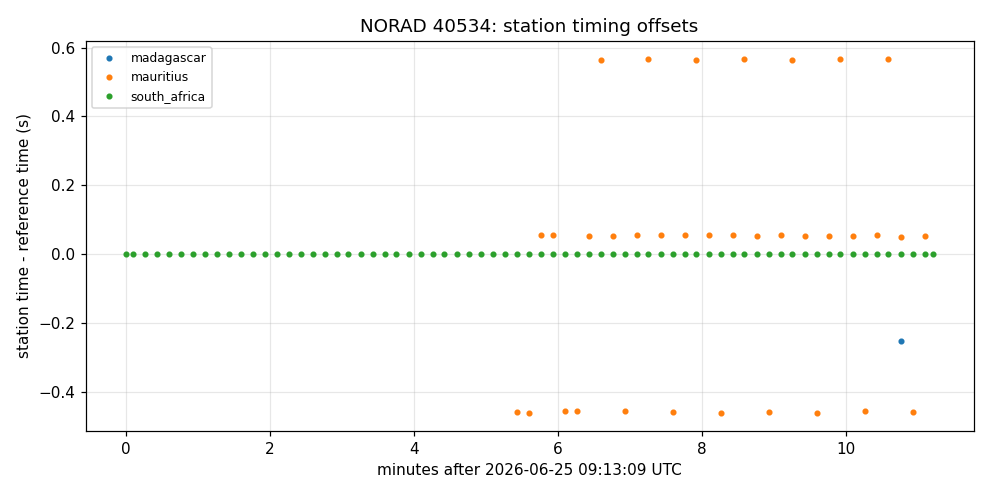 NORAD 40534: station timing offsets
madagascar
mauritius
south_africa
station time - reference time (s)
0.6
0.4
0.2
0.0
−0.2
−0.4
0 2 4 6 8 10
minutes after 2026-06-25 09:13:09 UTC